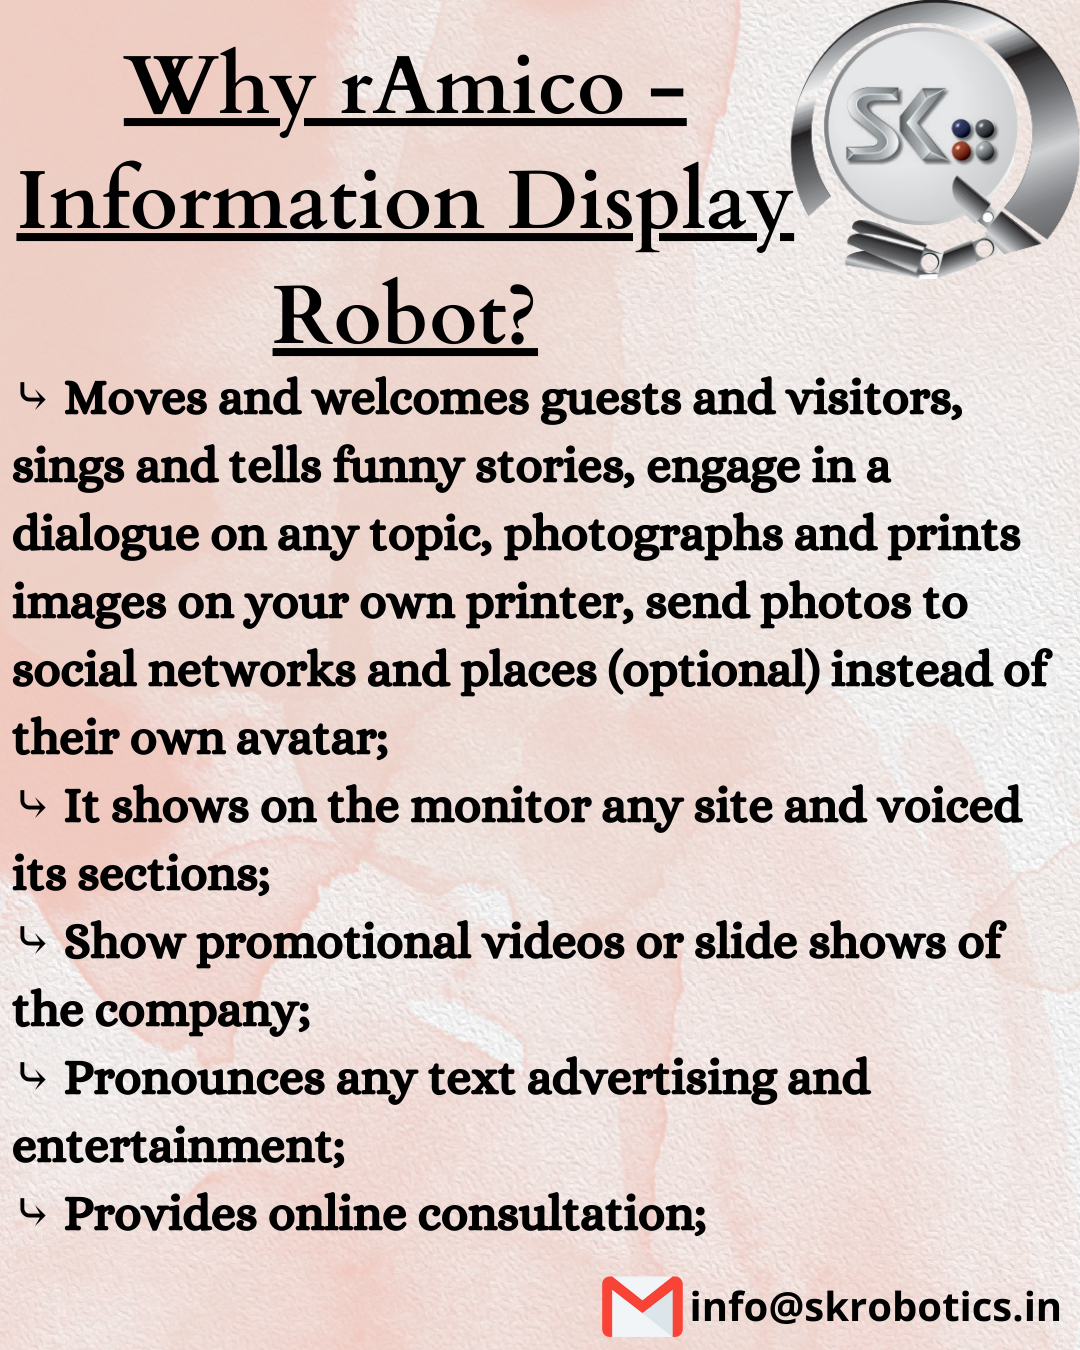 Why rAmico -
Information Display
Robot?
SK
⤷ Moves and welcomes guests and visitors,
sings and tells funny stories, engage in a
dialogue on any topic, photographs and prints
images on your own printer, send photos to
social networks and places (optional) instead of
their own avatar;
⤷ It shows on the monitor any site and voiced
its sections;
⤷ Show promotional videos or slide shows of
the company;
⤷ Pronounces any text advertising and
entertainment;
⤷ Provides online consultation;
info@skrobotics.in